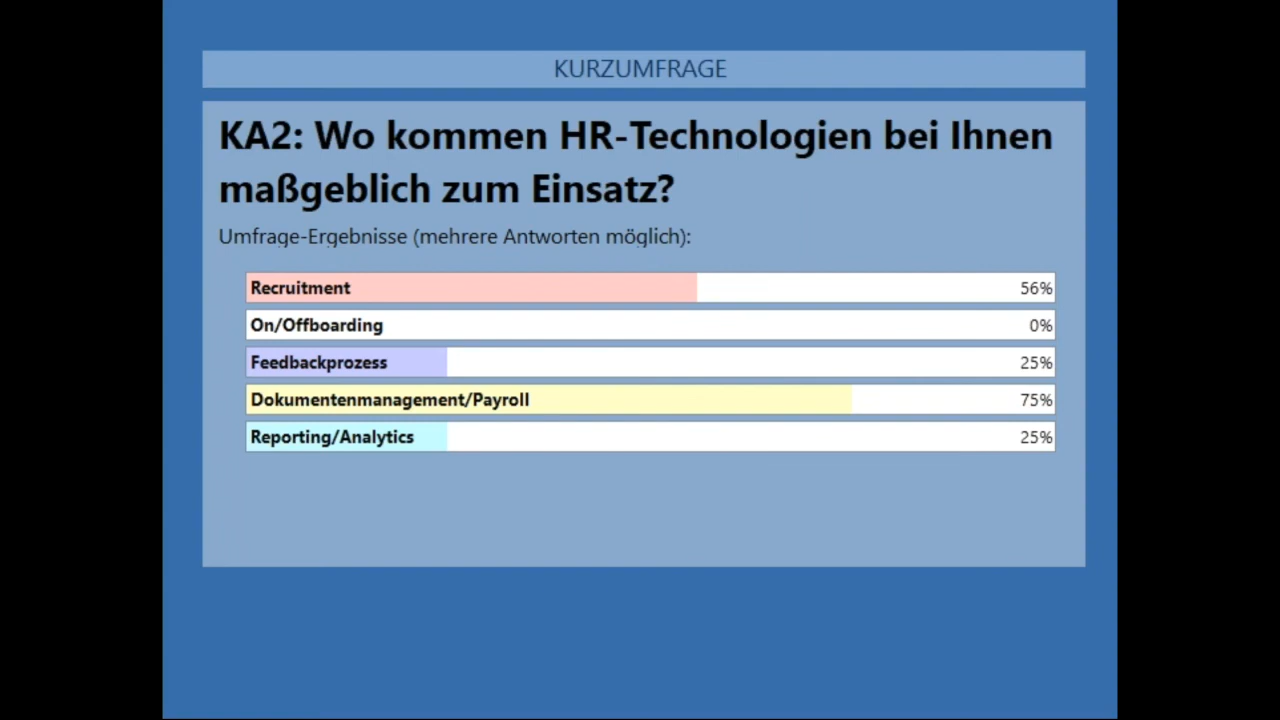 KURZUMFRAGE
KA2: Wo kommen HR-Technologien bei Ihnen
maßgeblich zum Einsatz?
Umfrage-Ergebnisse (mehrere Antworten möglich):
Recruitment 56%
On/Offboarding 0%
Feedbackprozess 25%
Dokumentenmanagement/Payroll 75%
Reporting/Analytics 25%